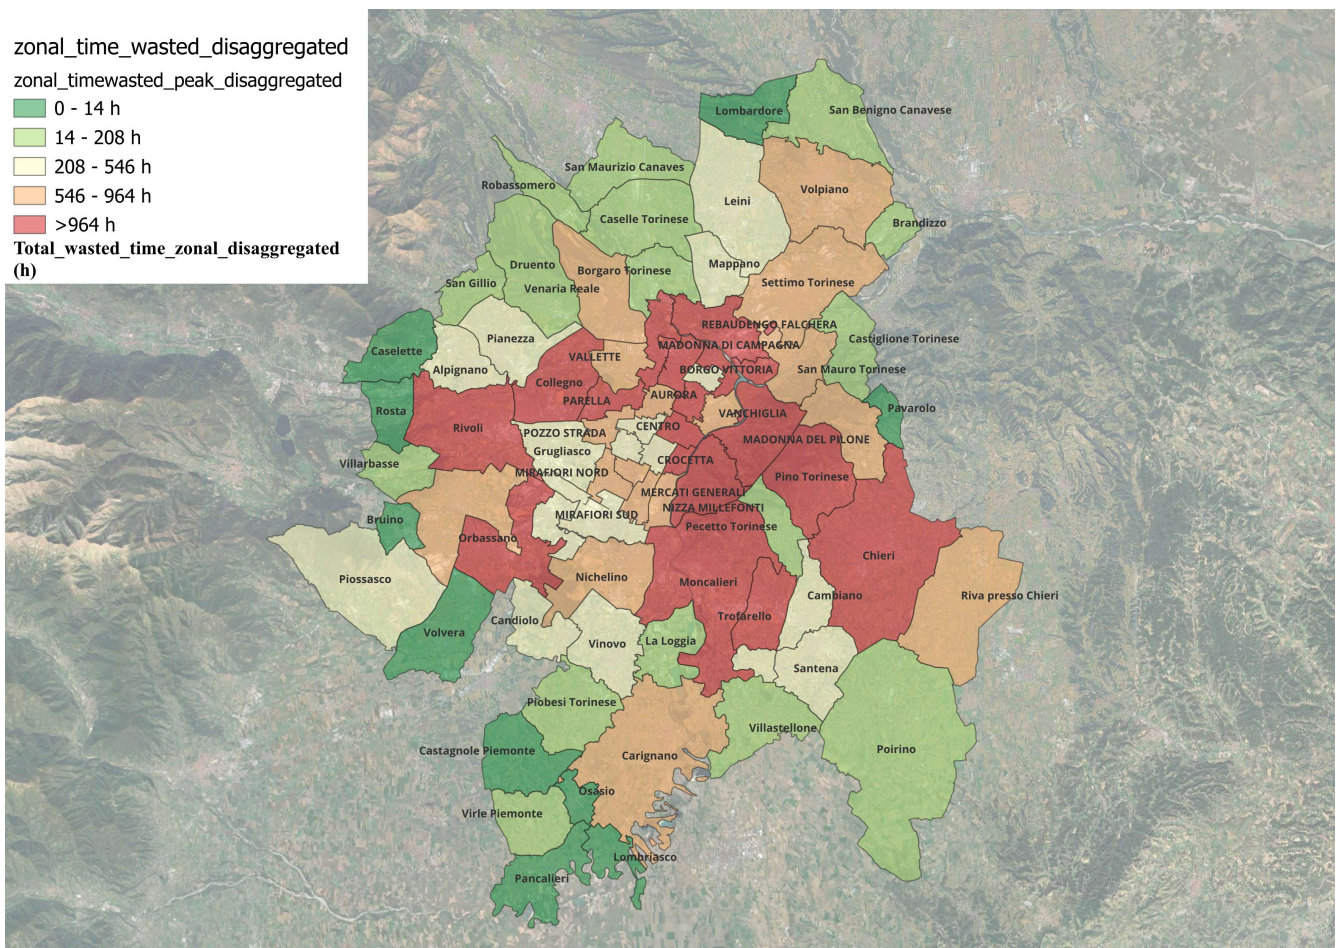 zonal_time_wasted_disaggregated
zonal_timewasted_peak_disaggregated
0 - 14 h
14 - 208 h
208 - 546 h
546 - 964 h
>964 h
Total_wasted_time_zonal_disaggregated
(h)
Lombardore
San Benigno Canavese
San Maurizio Canaves
Robassomero
Volpiano
Leini
Caselle Torinese
Brandizzo
Mappano
Druento
Borgaro Torinese
San Gillio
Venaria Reale
Settimo Torinese
REBAUDENGO FALCHERA
Castiglione Torinese
Pianezza
MADONNA DI CAMPAGNA
Caselette
VALLETTE
Alpignano
BORGO VITTORIA
San Mauro Torinese
Collegno
AURORA
PARELLA
Rosta
Pavarolo
VANCHIGLIA
Rivoli
CENTRO
POZZO STRADA
MADONNA DEL PILONE
Grugliasco
Villarbasse
CROCETTA
MIRAFIORI NORD
Pino Torinese
MERCATI GENERALI
NIZZA MILLEFONTI
Bruino
MIRAFIORI SUD
Pecetto Torinese
Orbassano
Chieri
Piossasco
Nichelino
Moncalieri
Cambiano
Riva presso Chieri
Trofarello
Candiolo
Volvera
Vinovo
La Loggia
Santena
Piobesi Torinese
Villastellone
Castagnole Piemonte
Carignano
Poirino
Osasio
Virle Piemonte
Lombriasco
Pancalieri